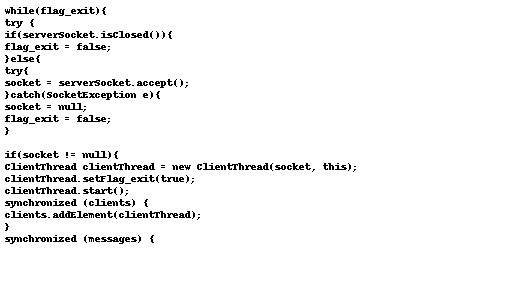 while(flag_exit){
try {
if(serverSocket.isClosed()){
flag_exit = false;
}else{
try{
socket = serverSocket.accept();
}catch(SocketException e){
socket = null;
flag_exit = false;
}

if(socket != null){
ClientThread clientThread = new ClientThread(socket, this);
clientThread.setFlag_exit(true);
clientThread.start();
synchronized (clients) {
clients.addElement(clientThread);
}
synchronized (messages) {